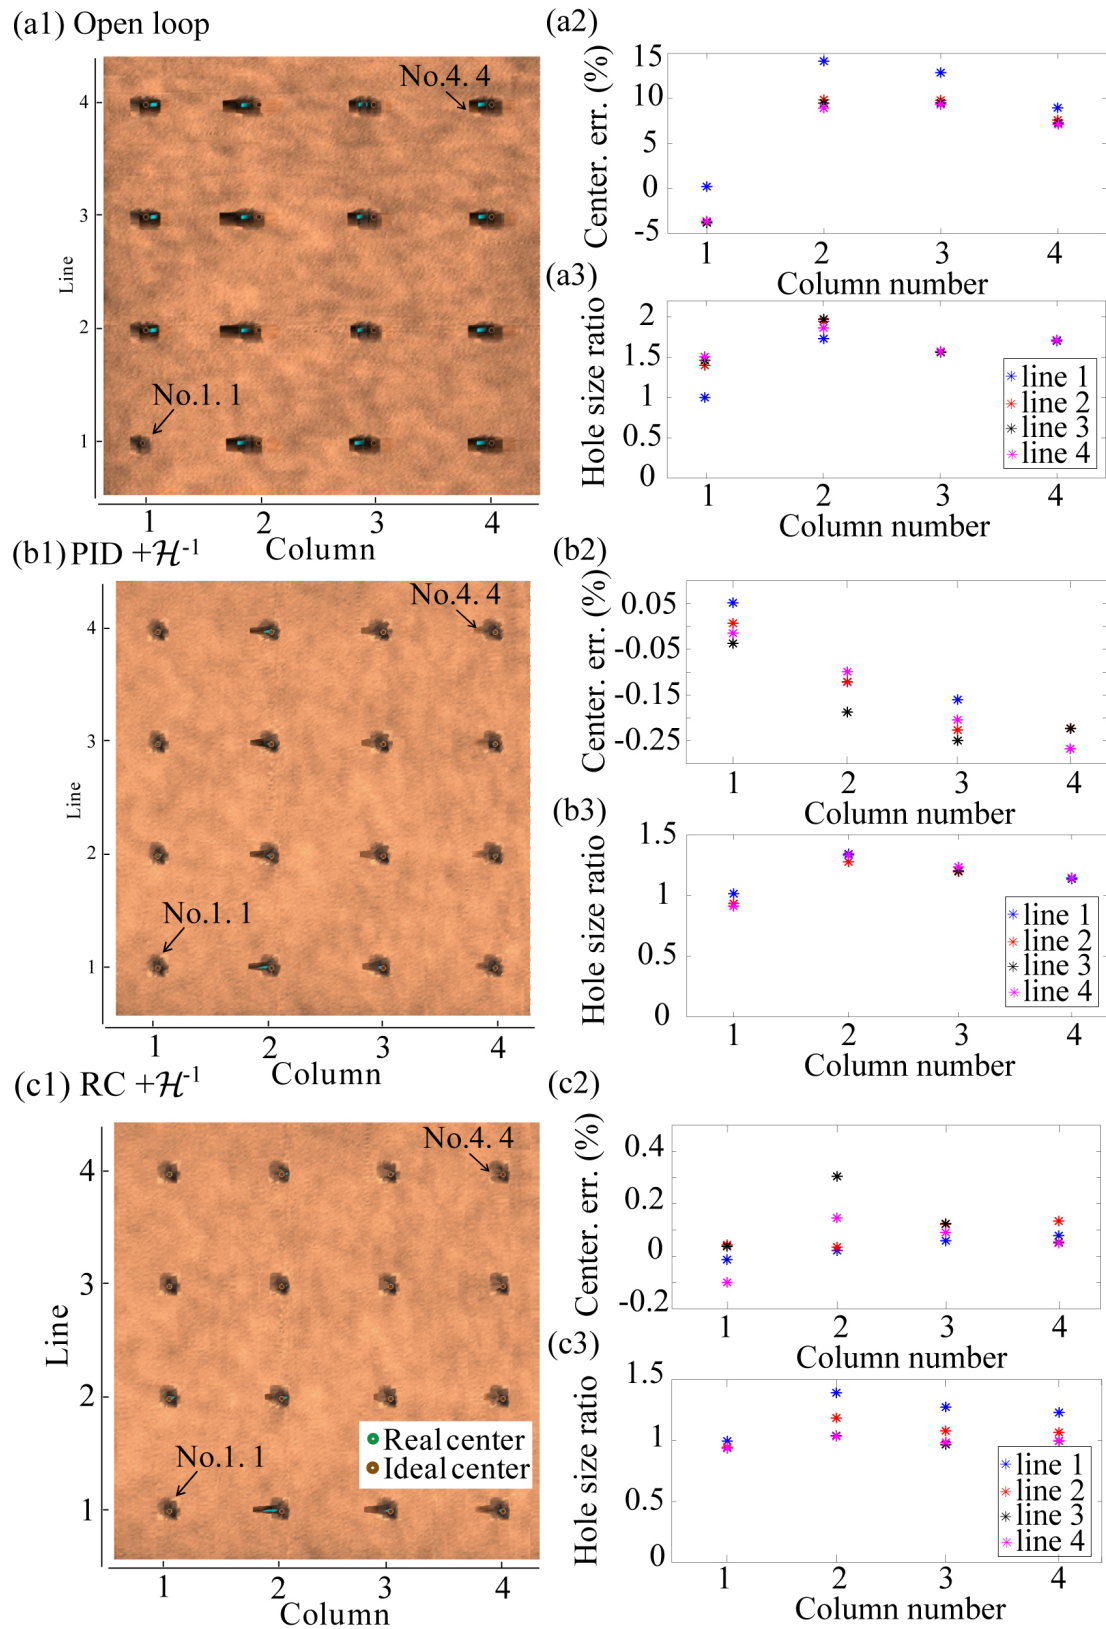 (a1) Open loop
No.4. 4
4
3
Line
2
No.1. 1
1
1 2 3 4
Column
(a2)
Center. err. (%)
15
10
5
0
-5
1 2 3 4
Column number
(a3)
Hole size ratio
2
1.5
1
0.5
0
line 1
line 2
line 3
line 4
1 2 3 4
Column number
(b1) PID +ℋ⁻¹
No.4. 4
4
3
Line
2
No.1. 1
1
1 2 3 4
Column
(b2)
Center. err. (%)
0.05
-0.05
-0.15
-0.25
1 2 3 4
Column number
(b3)
Hole size ratio
1.5
1
0.5
0
line 1
line 2
line 3
line 4
1 2 3 4
Column number
(c1) RC +ℋ⁻¹
No.4. 4
4
3
Line
2
Real center
Ideal center
No.1. 1
1
1 2 3 4
Column
(c2)
Center. err. (%)
0.4
0.2
0
-0.2
1 2 3 4
Column number
(c3)
Hole size ratio
1.5
1
0.5
0
line 1
line 2
line 3
line 4
1 2 3 4
Column number